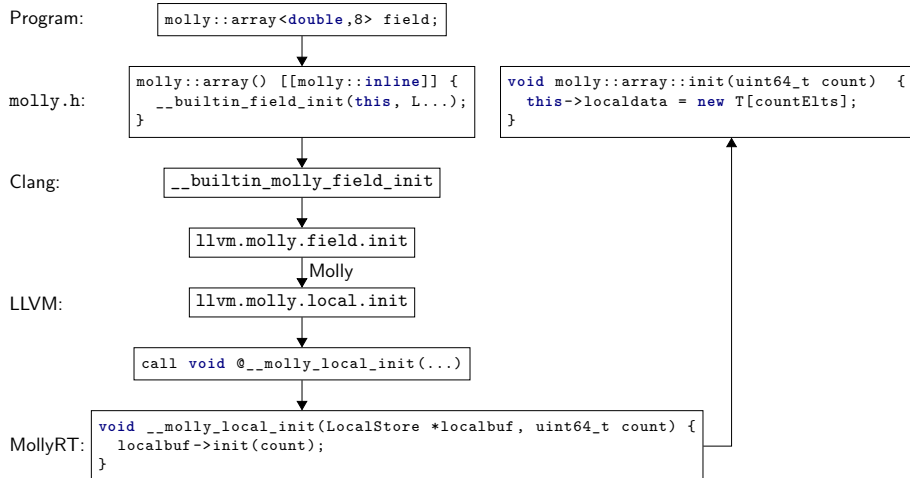 Program:
molly::array<double,8> field;
molly.h:
molly::array() [[molly::inline]] {
  __builtin_field_init(this, L...);
}
void molly::array::init(uint64_t count)  {
  this->localdata = new T[countElts];
}
Clang:
__builtin_molly_field_init
llvm.molly.field.init
Molly
LLVM:
llvm.molly.local.init
call void @__molly_local_init(...)
MollyRT:
void __molly_local_init(LocalStore *localbuf, uint64_t count) {
  localbuf->init(count);
}